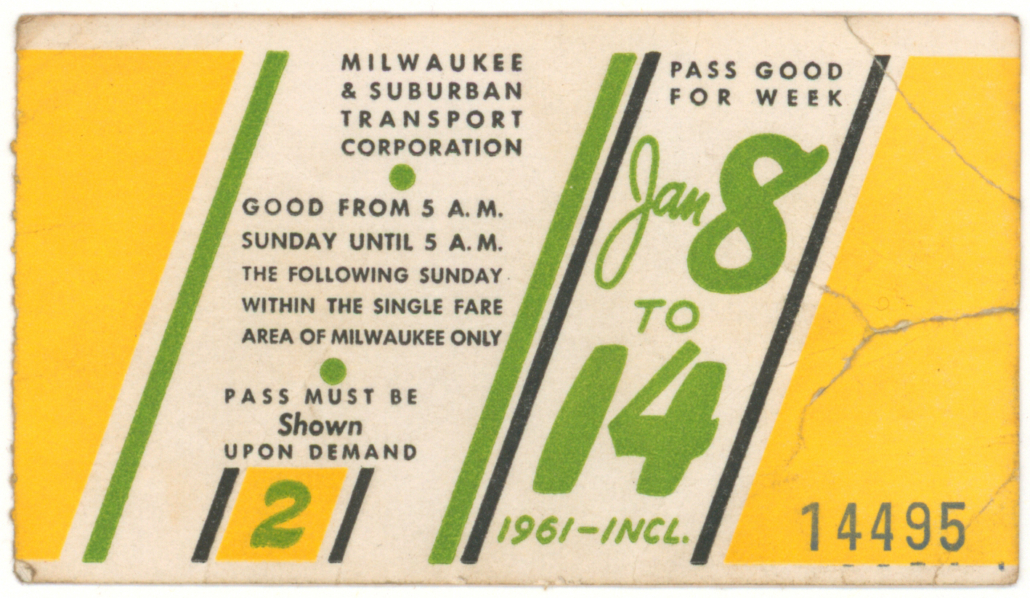 MILWAUKEE
& SUBURBAN
TRANSPORT
CORPORATION
GOOD FROM 5 A. M.
SUNDAY UNTIL 5 A. M.
THE FOLLOWING SUNDAY
WITHIN THE SINGLE FARE
AREA OF MILWAUKEE ONLY
PASS MUST BE
Shown
UPON DEMAND
2
PASS GOOD
FOR WEEK
Jan 8
TO
14
1961-INCL.
14495